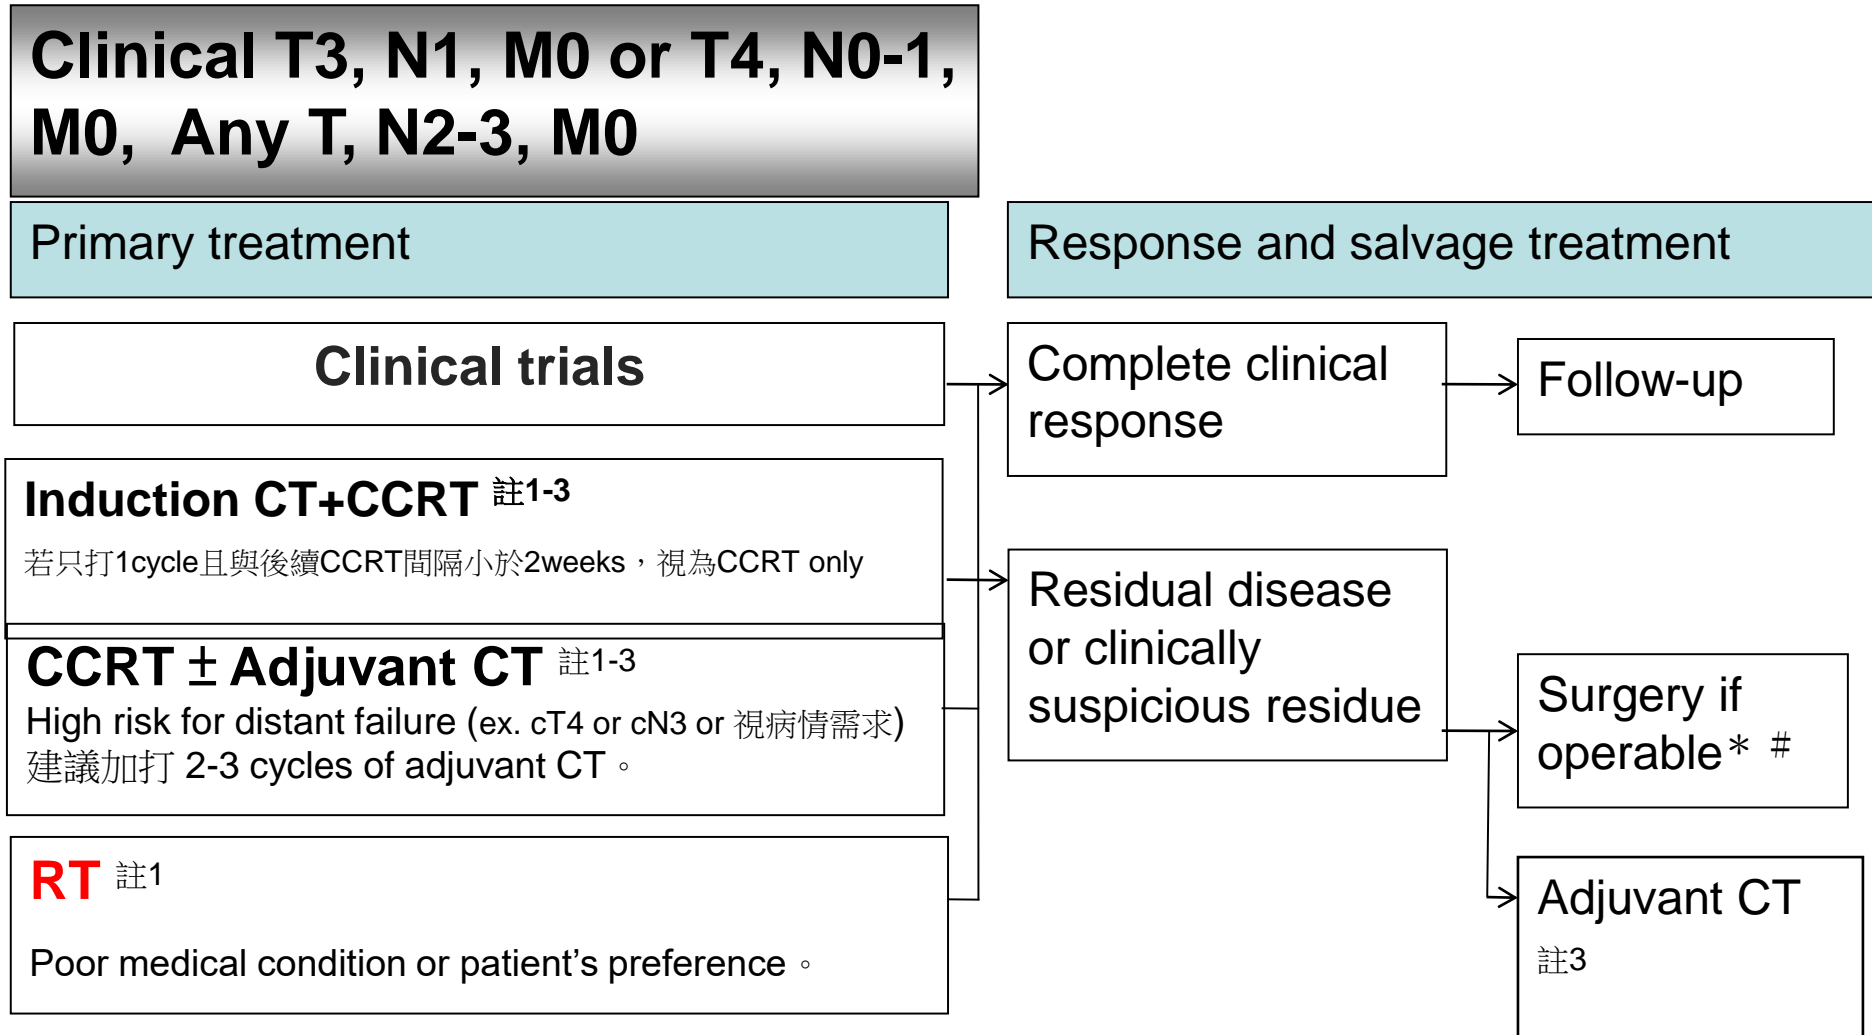 Clinical T3, N1, M0 or T4, N0-1,
M0, Any T, N2-3, M0
Primary treatment
Response and salvage treatment
Clinical trials
Complete clinical
response
Follow-up
Induction CT+CCRT 註1-3
若只打1cycle且與後續CCRT間隔小於2weeks，視為CCRT only
Residual disease
or clinically
suspicious residue
CCRT ± Adjuvant CT 註1-3
High risk for distant failure (ex. cT4 or cN3 or 視病情需求)
建議加打 2-3 cycles of adjuvant CT。
Surgery if
operable* #
RT 註1
Poor medical condition or patient's preference。
Adjuvant CT
註3